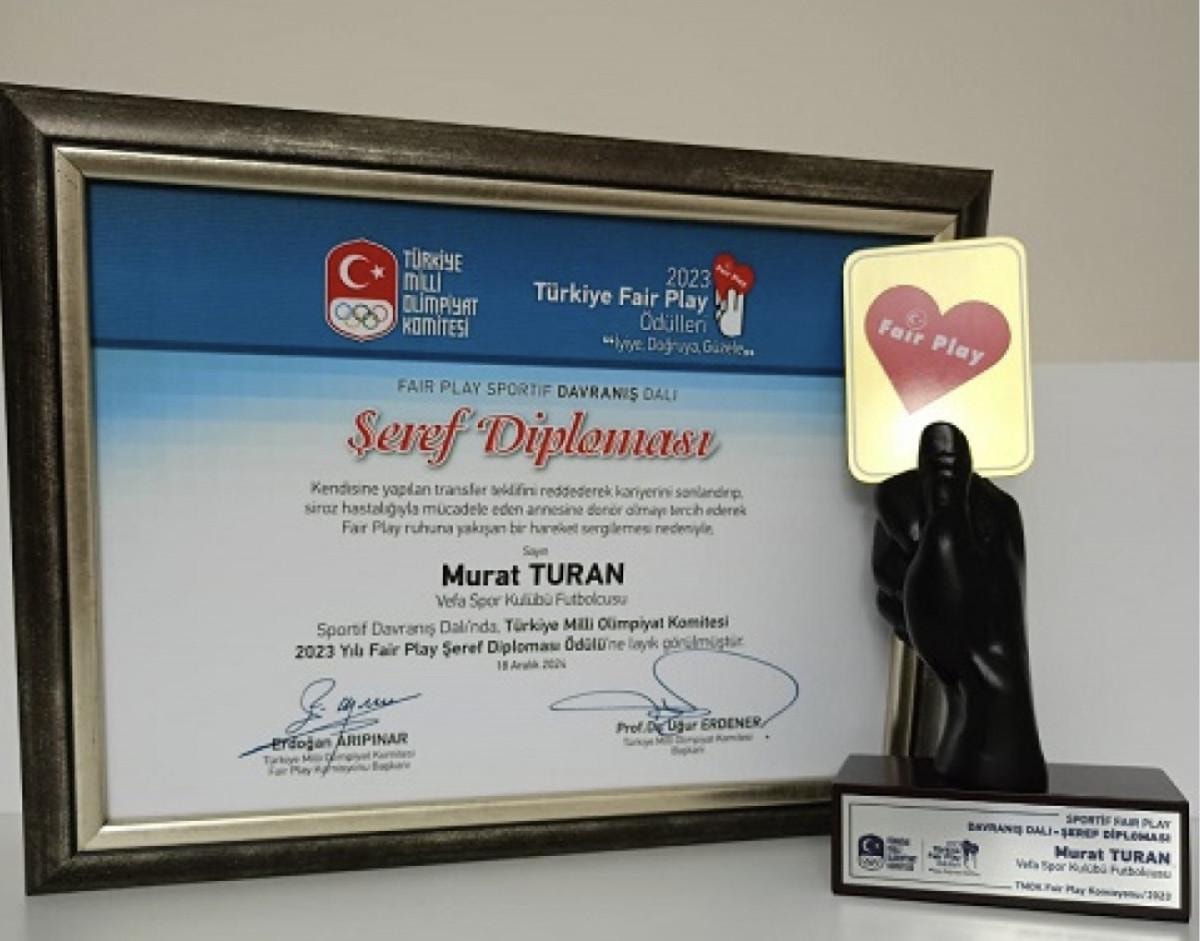 TÜRKİYE
MİLLİ
OLİMPİYAT
KOMİTESİ
2023
Türkiye Fair Play
Ödülleri
"İyiye, Doğruya, Güzele"
Fair Play
FAIR PLAY SPORTİF DAVRANIŞ DALI
Şeref Diploması
Kendisine yapılan transfer teklifini reddederek kariyerini sonlandırıp,
siroz hastalığıyla mücadele eden annesine donör olmayı tercih ederek
Fair Play ruhuna yakışan bir hareket sergilemesi nedeniyle,
Sayın
Murat TURAN
Vefa Spor Kulübü Futbolcusu
Sportif Davranış Dalı'nda, Türkiye Milli Olimpiyat Komitesi
2023 Yılı Fair Play Şeref Diploması Ödülü'ne layık görülmüştür.
18 Aralık 2024
Erdoğan ARIPINAR
Türkiye Milli Olimpiyat Komitesi
Fair Play Komisyonu Başkanı
Prof. Dr. Uğur ERDENER
Türkiye Milli Olimpiyat Komitesi
Başkanı
Fair Play
SPORTİF FAIR PLAY
DAVRANIŞ DALI - ŞEREF DİPLOMASI
Murat TURAN
Vefa Spor Kulübü Futbolcusu
TMOK Fair Play Komisyonu/2023